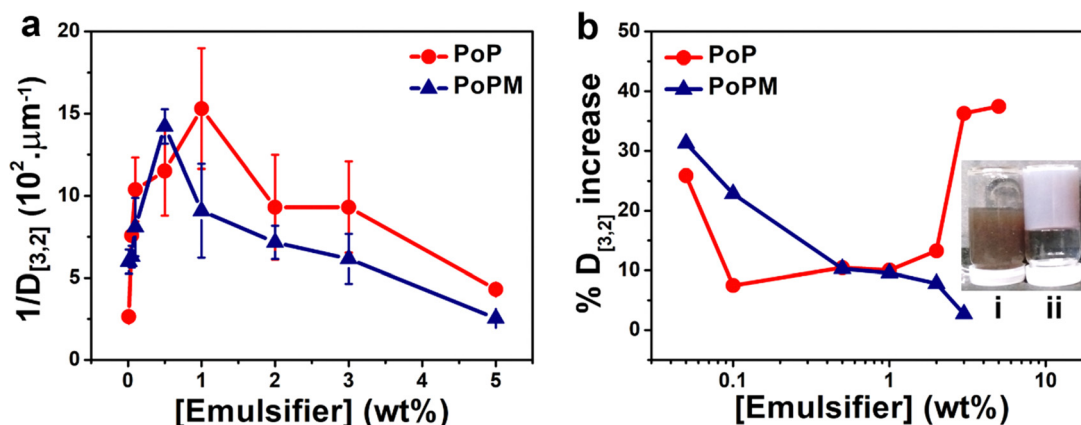 a
PoP
PoPM
1/D[3,2] (10².µm⁻¹)
20
15
10
5
0
0
1
2
3
4
5
[Emulsifier] (wt%)
b
PoP
PoPM
% D[3,2] increase
50
40
30
20
10
0
0.1
1
10
[Emulsifier] (wt%)
i
ii